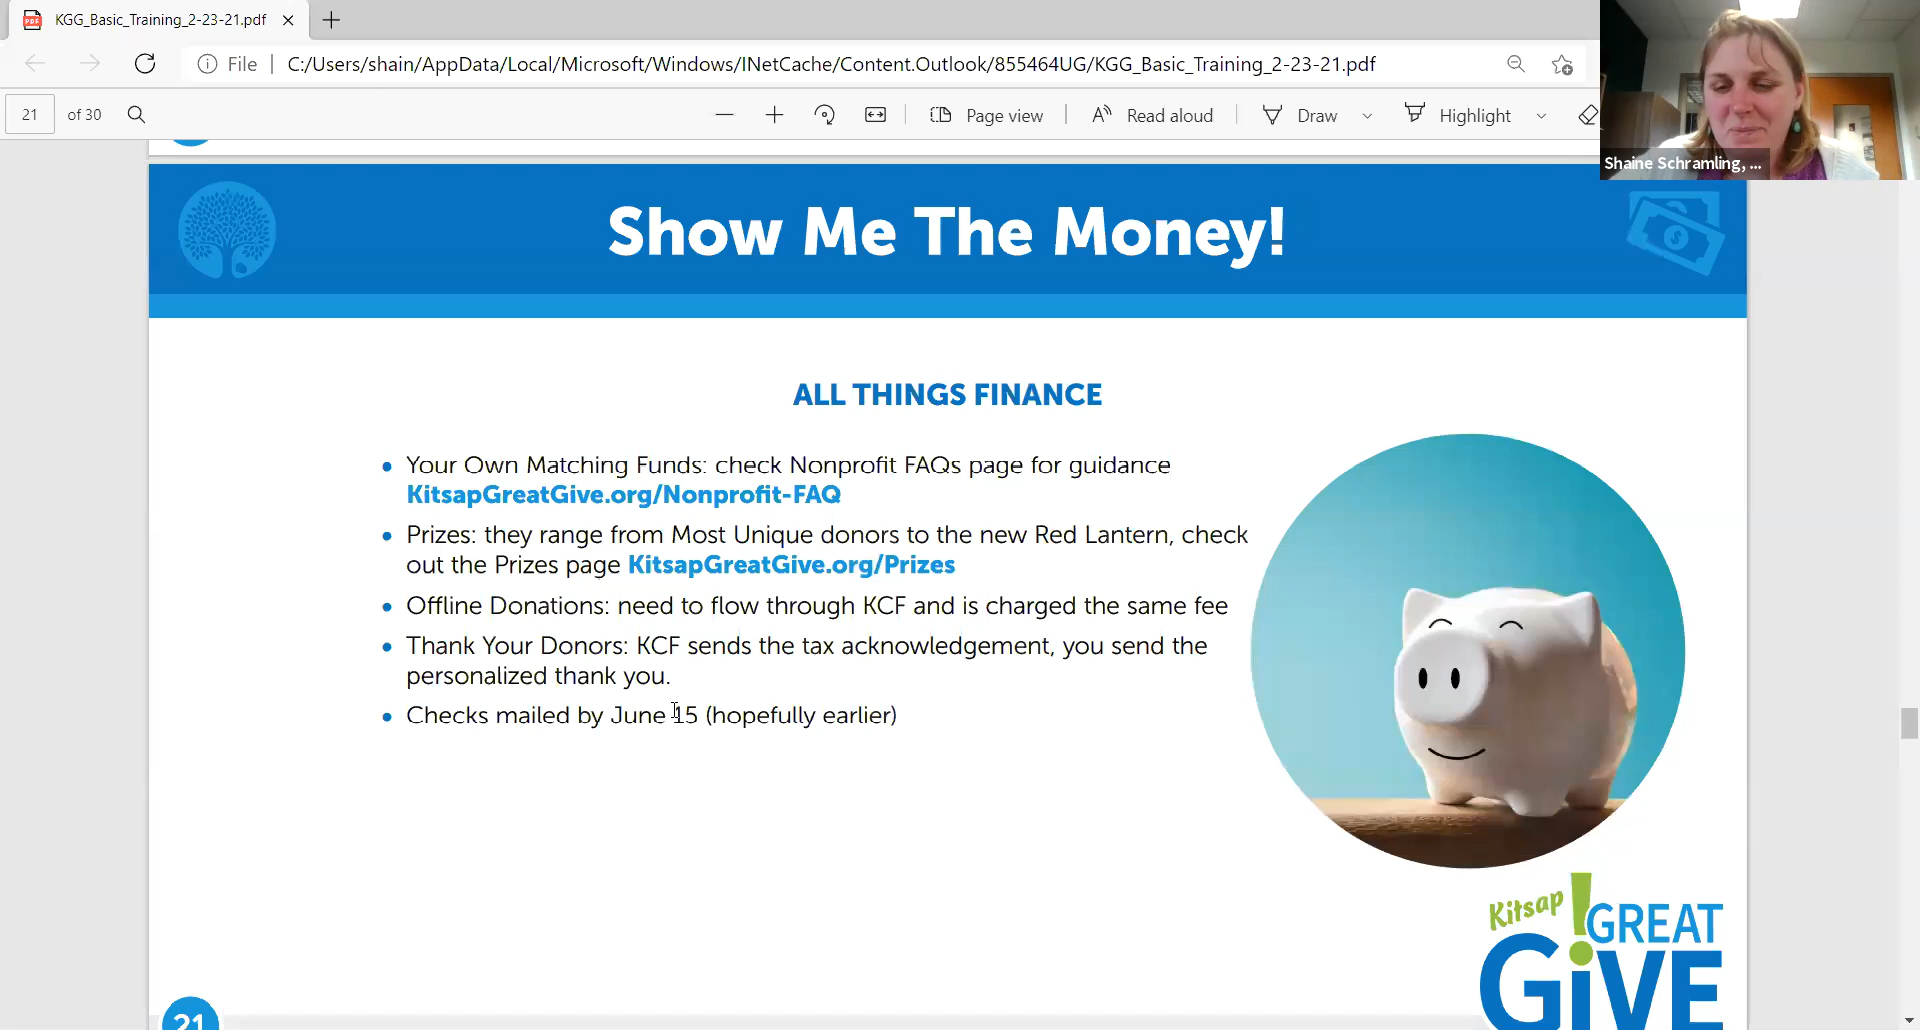 KGG_Basic_Training_2-23-21.pdf
File
C:/Users/shain/AppData/Local/Microsoft/Windows/INetCache/Content.Outlook/855464UG/KGG_Basic_Training_2-23-21.pdf
21 of 30
Page view
Read aloud
Draw
Highlight
Shaine Schramling, ...
Show Me The Money!
ALL THINGS FINANCE
• Your Own Matching Funds: check Nonprofit FAQs page for guidance
KitsapGreatGive.org/Nonprofit-FAQ
• Prizes: they range from Most Unique donors to the new Red Lantern, check
out the Prizes page KitsapGreatGive.org/Prizes
• Offline Donations: need to flow through KCF and is charged the same fee
• Thank Your Donors: KCF sends the tax acknowledgement, you send the
personalized thank you.
• Checks mailed by June 15 (hopefully earlier)
Kitsap
GREAT
GiVE
21